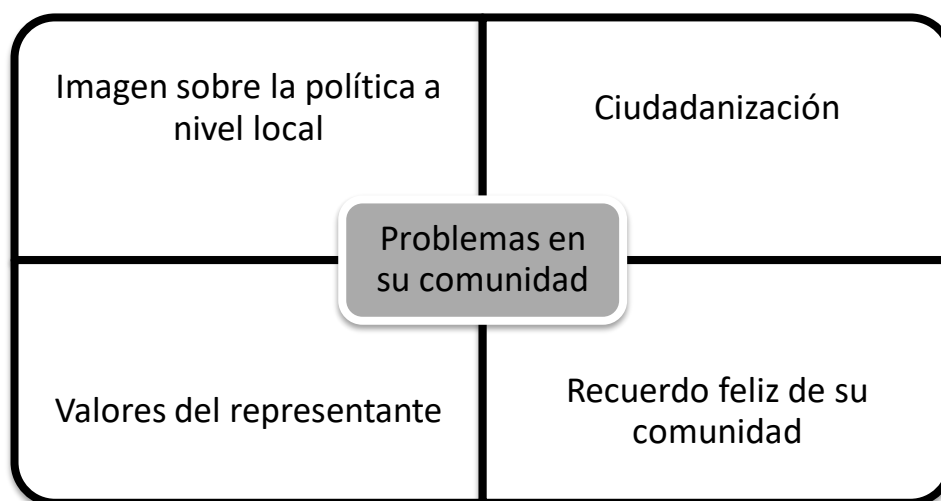 Imagen sobre la política a
nivel local
Ciudadanización
Problemas en
su comunidad
Valores del representante
Recuerdo feliz de su
comunidad